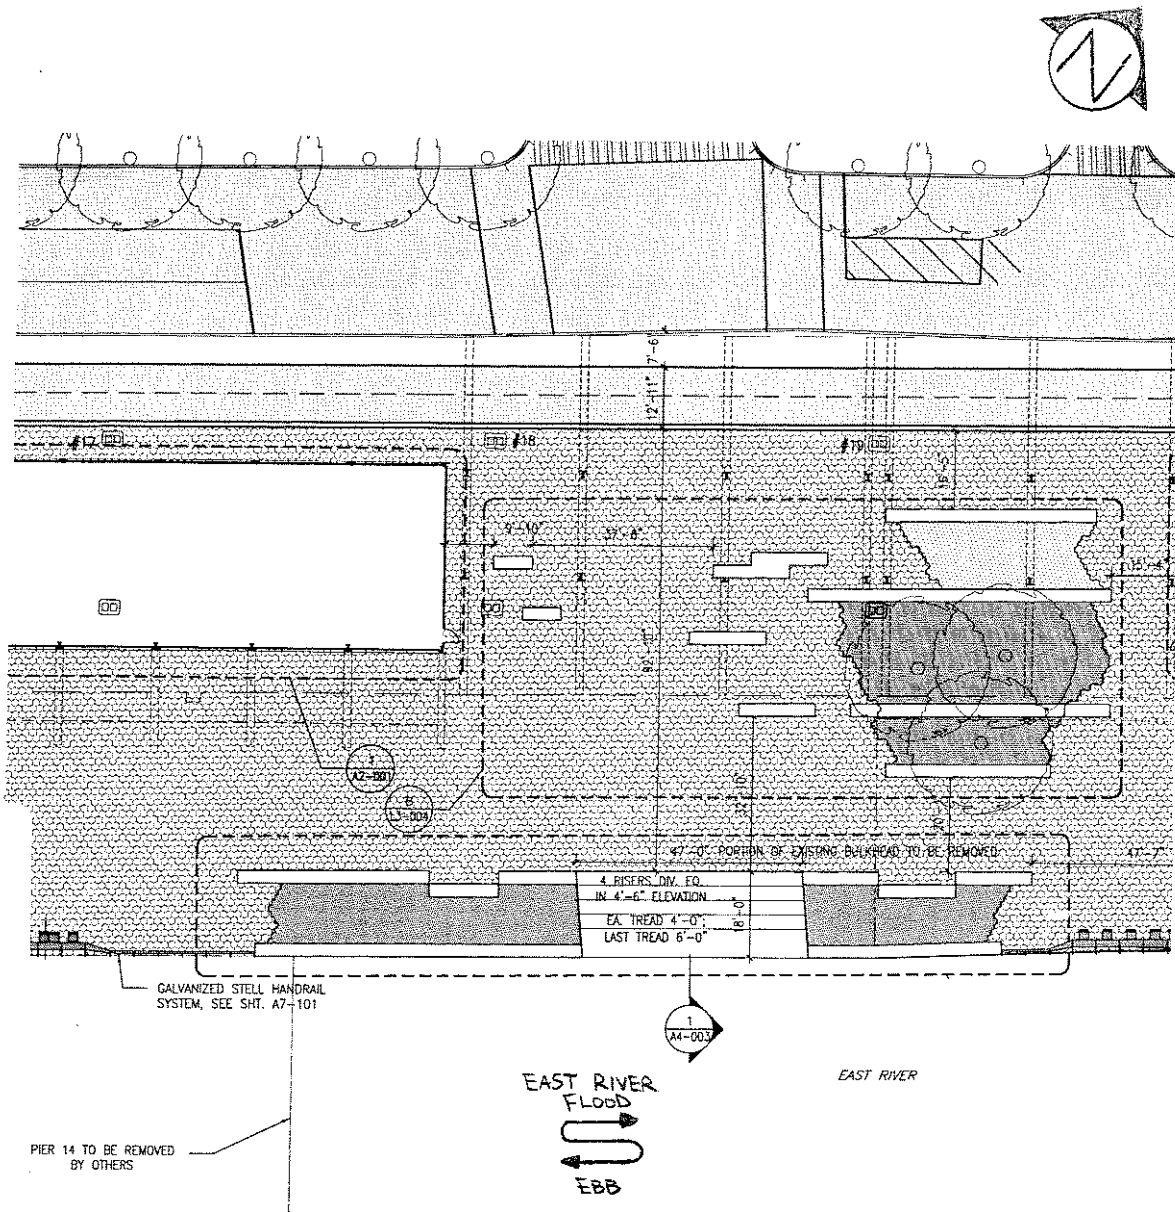 7'-6"
12'-11"
#17
#18
#19
9'-10"
37'-8"
15'-4"
1
A2-001
L3-004
47'-0" PORTION OF EXISTING BULKHEAD TO BE REMOVED
47'-7"
4 RISERS DIV. EQ.
IN 4'-6" ELEVATION
EA. TREAD 4'-0";
LAST TREAD 6'-0"
18'-0"
GALVANIZED STELL HANDRAIL
SYSTEM, SEE SHT. A7-101
1
A4-003
EAST RIVER
FLOOD
EBB
EAST RIVER
PIER 14 TO BE REMOVED
BY OTHERS